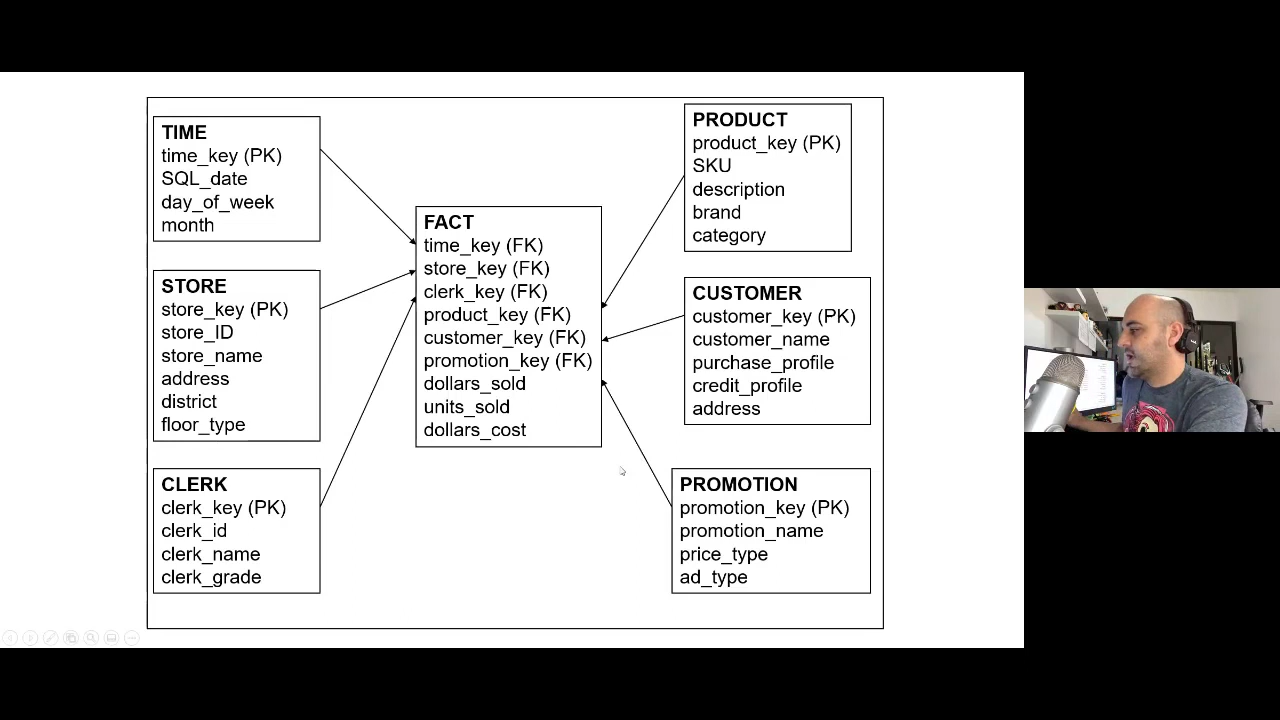 TIME
time_key (PK)
SQL_date
day_of_week
month
STORE
store_key (PK)
store_ID
store_name
address
district
floor_type
CLERK
clerk_key (PK)
clerk_id
clerk_name
clerk_grade
FACT
time_key (FK)
store_key (FK)
clerk_key (FK)
product_key (FK)
customer_key (FK)
promotion_key (FK)
dollars_sold
units_sold
dollars_cost
PRODUCT
product_key (PK)
SKU
description
brand
category
CUSTOMER
customer_key (PK)
customer_name
purchase_profile
credit_profile
address
PROMOTION
promotion_key (PK)
promotion_name
price_type
ad_type